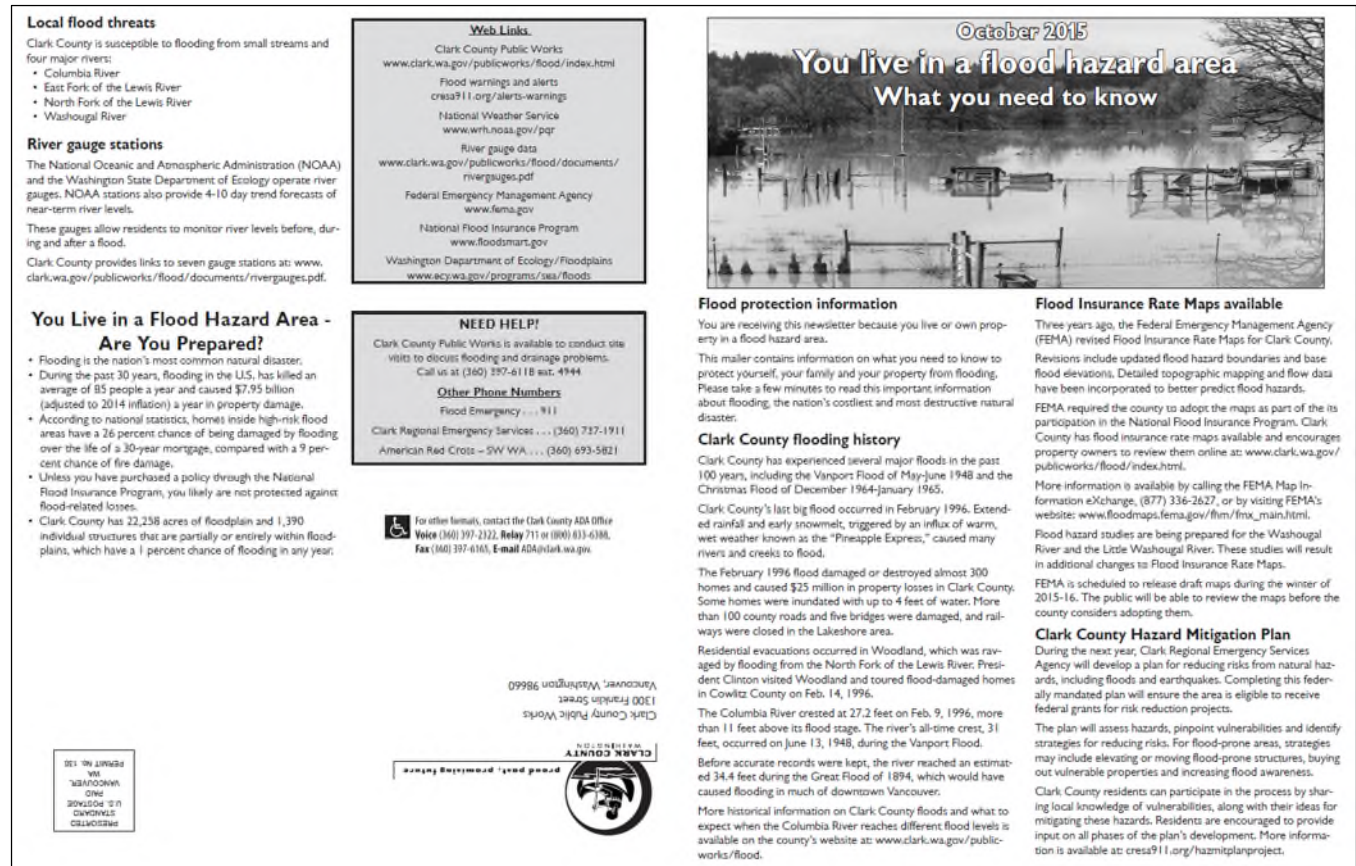 Local flood threats
Clark County is susceptible to flooding from small streams and
four major rivers:
• Columbia River
• East Fork of the Lewis River
• North Fork of the Lewis River
• Washougal River
River gauge stations
The National Oceanic and Atmospheric Administration (NOAA)
and the Washington State Department of Ecology operate river
gauges. NOAA stations also provide 4-10 day trend forecasts of
near-term river levels.
These gauges allow residents to monitor river levels before, dur-
ing and after a flood.
Clark County provides links to seven gauge stations at: www.
clark.wa.gov/publicworks/flood/documents/rivergauges.pdf.
You Live in a Flood Hazard Area -
Are You Prepared?
• Flooding is the nation's most common natural disaster.
• During the past 30 years, flooding in the U.S. has killed an
average of 85 people a year and caused $7.95 billion
(adjusted to 2014 inflation) a year in property damage.
• According to national statistics, homes inside high-risk flood
areas have a 26 percent chance of being damaged by flooding
over the life of a 30-year mortgage, compared with a 9 per-
cent chance of fire damage.
• Unless you have purchased a policy through the National
Flood Insurance Program, you likely are not protected against
flood-related losses.
• Clark County has 22,258 acres of floodplain and 1,390
individual structures that are partially or entirely within flood-
plains, which have a 1 percent chance of flooding in any year.
Web Links
Clark County Public Works
www.clark.wa.gov/publicworks/flood/index.html
Flood warnings and alerts
cresa911.org/alerts-warnings
National Weather Service
www.wrh.noaa.gov/pqr
River gauge data
www.clark.wa.gov/publicworks/flood/documents/
rivergauges.pdf
Federal Emergency Management Agency
www.fema.gov
National Flood Insurance Program
www.floodsmart.gov
Washington Department of Ecology/Floodplains
www.ecy.wa.gov/programs/sea/floods
NEED HELP?
Clark County Public Works is available to conduct site
visits to discuss flooding and drainage problems.
Call us at (360) 397-6118 ext. 4944
Other Phone Numbers
Flood Emergency . . . 911
Clark Regional Emergency Services . . . (360) 737-1911
American Red Cross – SW WA . . . (360) 693-5821
For other formats, contact the Clark County ADA Office
Voice (360) 397-2322, Relay 711 or (800) 833-6388,
Fax (360) 397-6165, E-mail ADA@clark.wa.gov.
Clark County Public Works
1300 Franklin Street
Vancouver, Washington 98660
proud past, promising future
CLARK COUNTY
WASHINGTON
PRESORTED
STANDARD
U.S. POSTAGE
PAID
VANCOUVER,
WA
PERMIT No. 130
October 2015
You live in a flood hazard area
What you need to know
Flood protection information
You are receiving this newsletter because you live or own prop-
erty in a flood hazard area.
This mailer contains information on what you need to know to
protect yourself, your family and your property from flooding.
Please take a few minutes to read this important information
about flooding, the nation's costliest and most destructive natural
disaster.
Clark County flooding history
Clark County has experienced several major floods in the past
100 years, including the Vanport Flood of May-June 1948 and the
Christmas Flood of December 1964-January 1965.
Clark County's last big flood occurred in February 1996. Extend-
ed rainfall and early snowmelt, triggered by an influx of warm,
wet weather known as the "Pineapple Express," caused many
rivers and creeks to flood.
The February 1996 flood damaged or destroyed almost 300
homes and caused $25 million in property losses in Clark County.
Some homes were inundated with up to 4 feet of water. More
than 100 county roads and five bridges were damaged, and rail-
ways were closed in the Lakeshore area.
Residential evacuations occurred in Woodland, which was rav-
aged by flooding from the North Fork of the Lewis River. Presi-
dent Clinton visited Woodland and toured flood-damaged homes
in Cowlitz County on Feb. 14, 1996.
The Columbia River crested at 27.2 feet on Feb. 9, 1996, more
than 11 feet above its flood stage. The river's all-time crest, 31
feet, occurred on June 13, 1948, during the Vanport Flood.
Before accurate records were kept, the river reached an estimat-
ed 34.4 feet during the Great Flood of 1894, which would have
caused flooding in much of downtown Vancouver.
More historical information on Clark County floods and what to
expect when the Columbia River reaches different flood levels is
available on the county's website at: www.clark.wa.gov/public-
works/flood.
Flood Insurance Rate Maps available
Three years ago, the Federal Emergency Management Agency
(FEMA) revised Flood Insurance Rate Maps for Clark County.
Revisions include updated flood hazard boundaries and base
flood elevations. Detailed topographic mapping and flow data
have been incorporated to better predict flood hazards.
FEMA required the county to adopt the maps as part of the its
participation in the National Flood Insurance Program. Clark
County has flood insurance rate maps available and encourages
property owners to review them online at: www.clark.wa.gov/
publicworks/flood/index.html.
More information is available by calling the FEMA Map In-
formation eXchange, (877) 336-2627, or by visiting FEMA's
website: www.floodmaps.fema.gov/fhm/fmx_main.html.
Flood hazard studies are being prepared for the Washougal
River and the Little Washougal River. These studies will result
in additional changes to Flood Insurance Rate Maps.
FEMA is scheduled to release draft maps during the winter of
2015-16. The public will be able to review the maps before the
county considers adopting them.
Clark County Hazard Mitigation Plan
During the next year, Clark Regional Emergency Services
Agency will develop a plan for reducing risks from natural haz-
ards, including floods and earthquakes. Completing this feder-
ally mandated plan will ensure the area is eligible to receive
federal grants for risk reduction projects.
The plan will assess hazards, pinpoint vulnerabilities and identify
strategies for reducing risks. For flood-prone areas, strategies
may include elevating or moving flood-prone structures, buying
out vulnerable properties and increasing flood awareness.
Clark County residents can participate in the process by shar-
ing local knowledge of vulnerabilities, along with their ideas for
mitigating these hazards. Residents are encouraged to provide
input on all phases of the plan's development. More informa-
tion is available at: cresa911.org/hazmitplanproject.